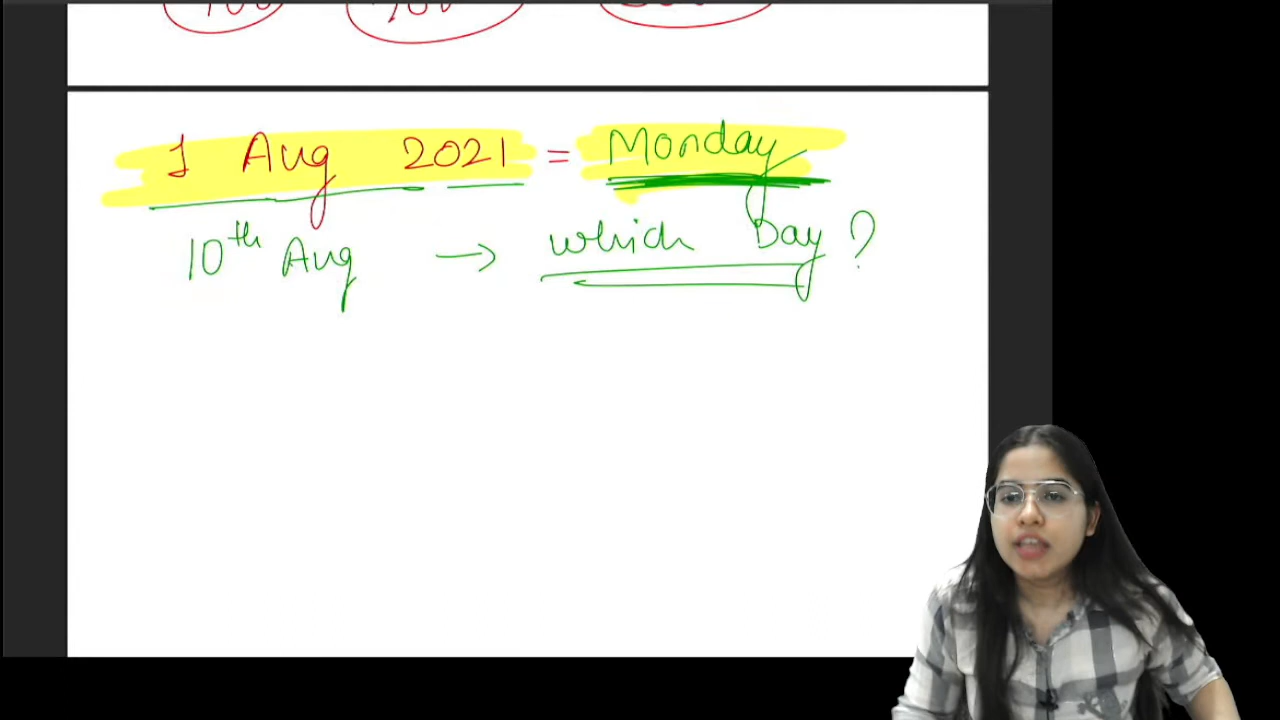 1 Aug 2021 = Monday
10th Aug → which Day ?